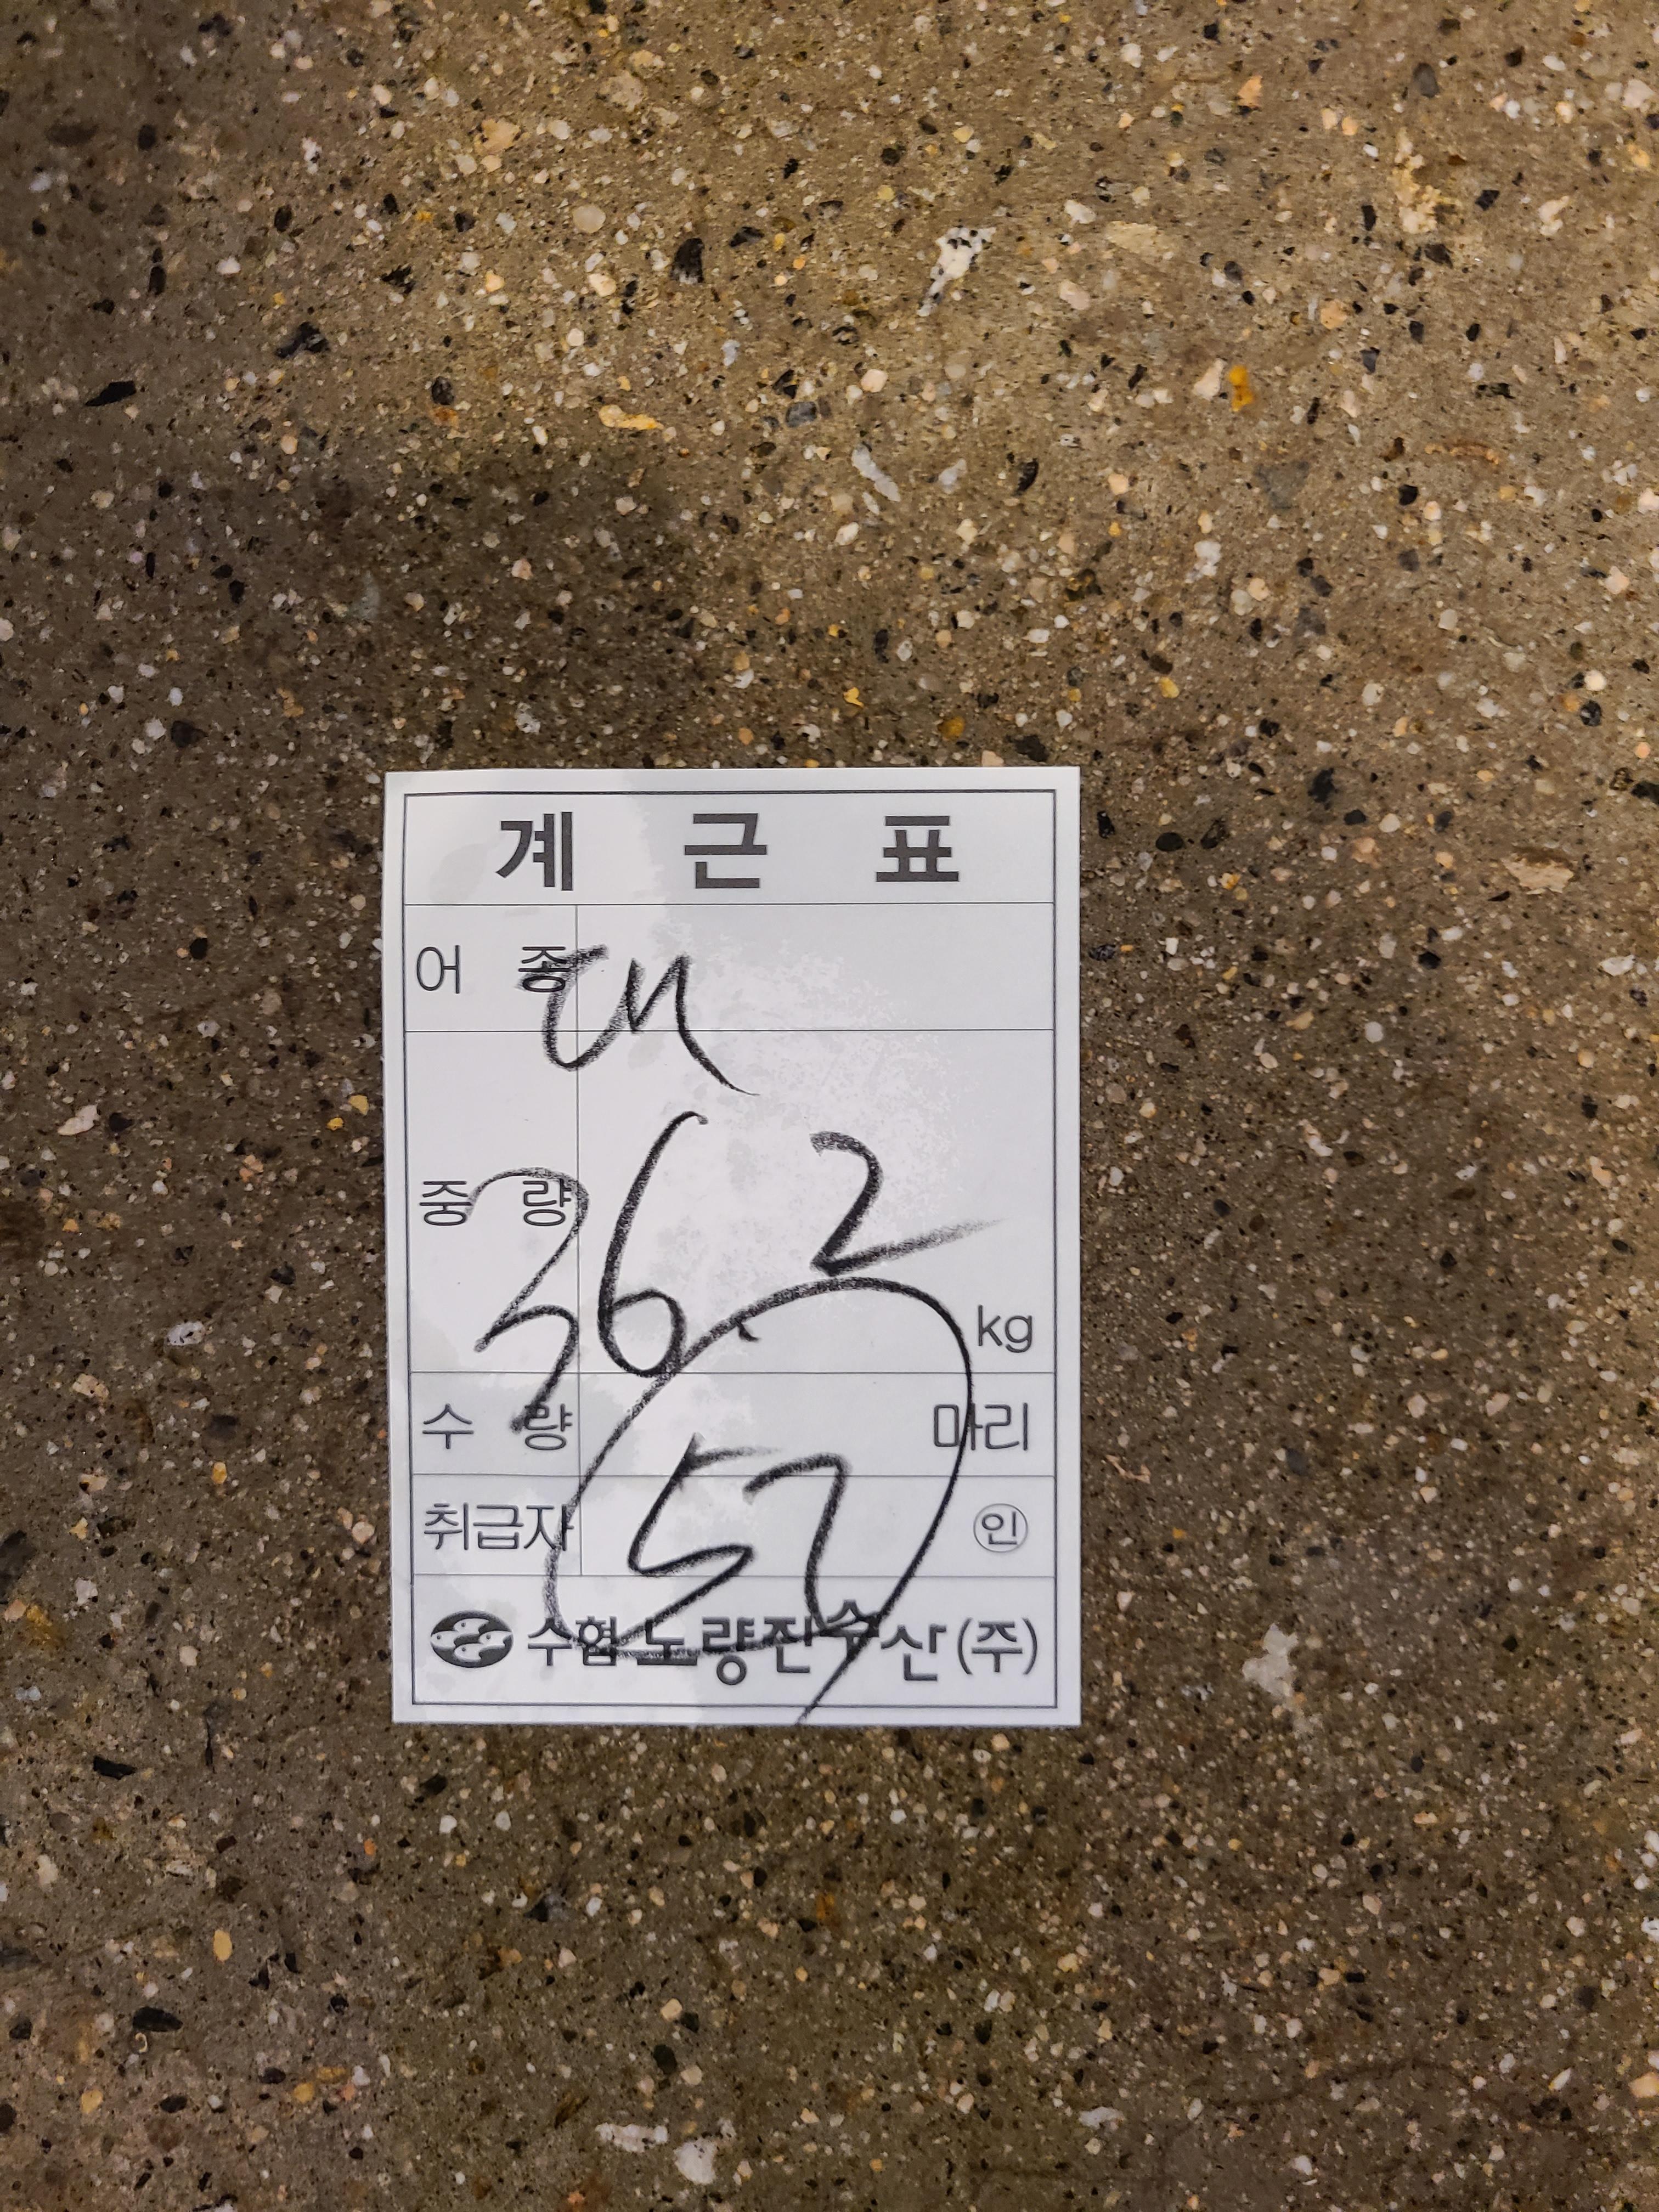 계 근 표
어 종 대
중 량 36.2 kg
수 량 마리
취급자 57 인
수협 노량진수산(주)